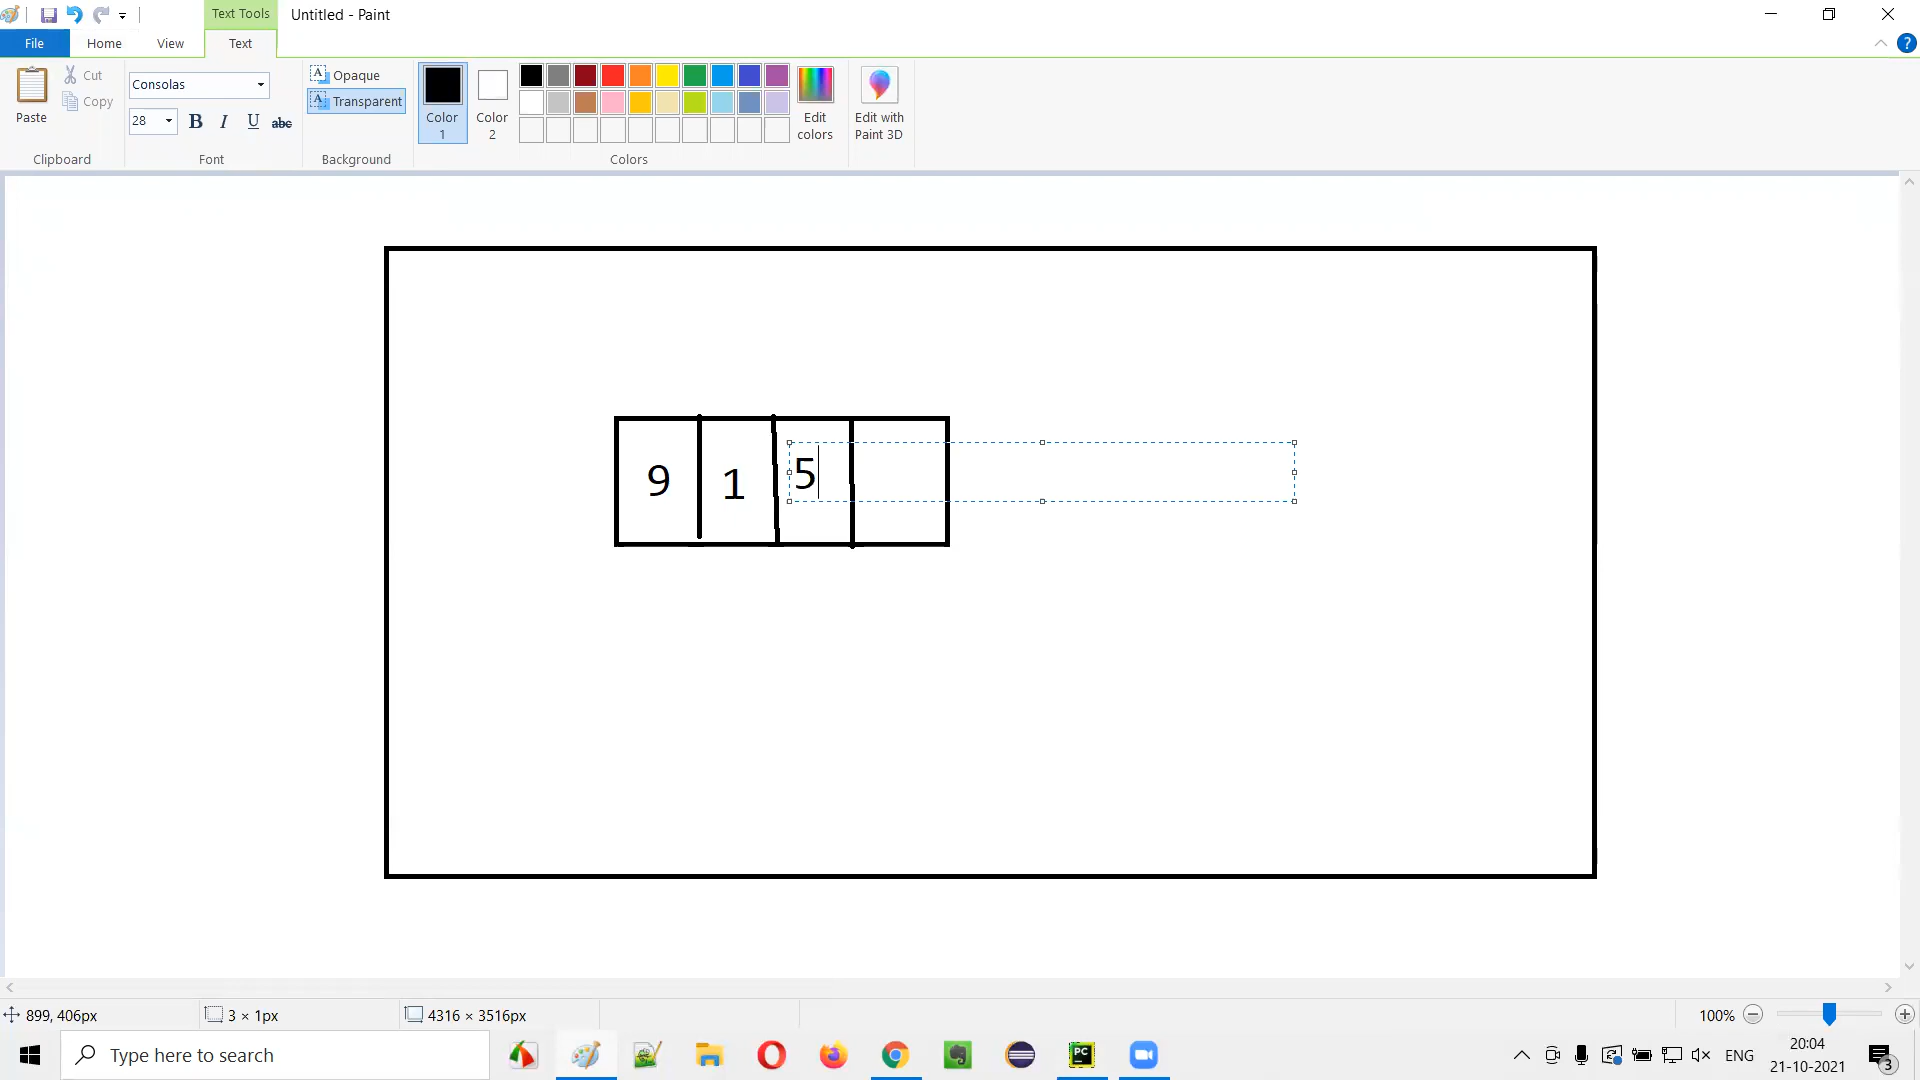 Text Tools
Untitled - Paint
File
Home
View
Text
Paste
Cut
Copy
Clipboard
Consolas
28
B I U abc
Font
Opaque
Transparent
Background
Color 1
Color 2
Edit colors
Colors
Edit with Paint 3D
9 1 5
899, 406px
3 × 1px
4316 × 3516px
100%
Type here to search
PC
ENG
20:04
21-10-2021
3